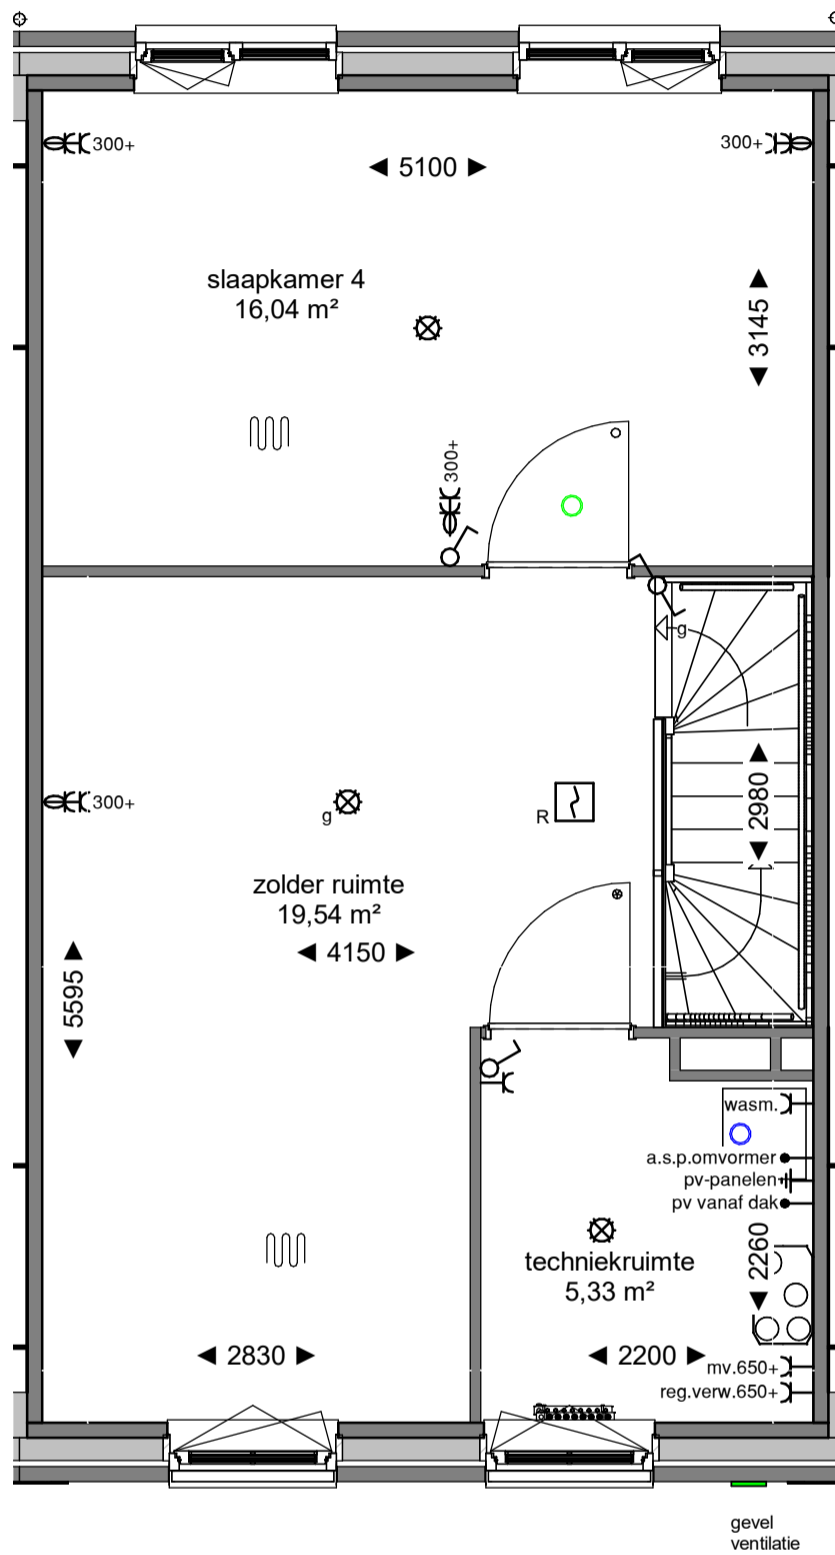 300+
300+
◄ 5100 ►
slaapkamer 4
16,04 m²
◄ 3145 ►
300+
g
300+
g
R
◄ 2980 ►
zolder ruimte
19,54 m²
◄ 4150 ►
◄ 5595 ►
wasm.
a.s.p.omvormer
pv-panelen
pv vanaf dak
techniekruimte
5,33 m²
◄ 2260 ►
◄ 2830 ►
◄ 2200 ►
mv.650+
reg.verw.650+
gevel
ventilatie